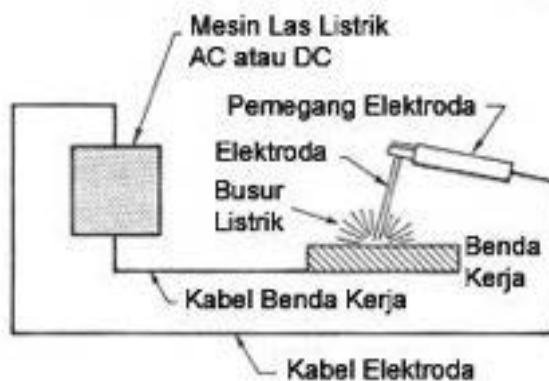 Mesin Las Listrik
AC atau DC
Pemegang Elektroda
Elektroda
Busur
Listrik
Benda
Kerja
Kabel Benda Kerja
Kabel Elektroda